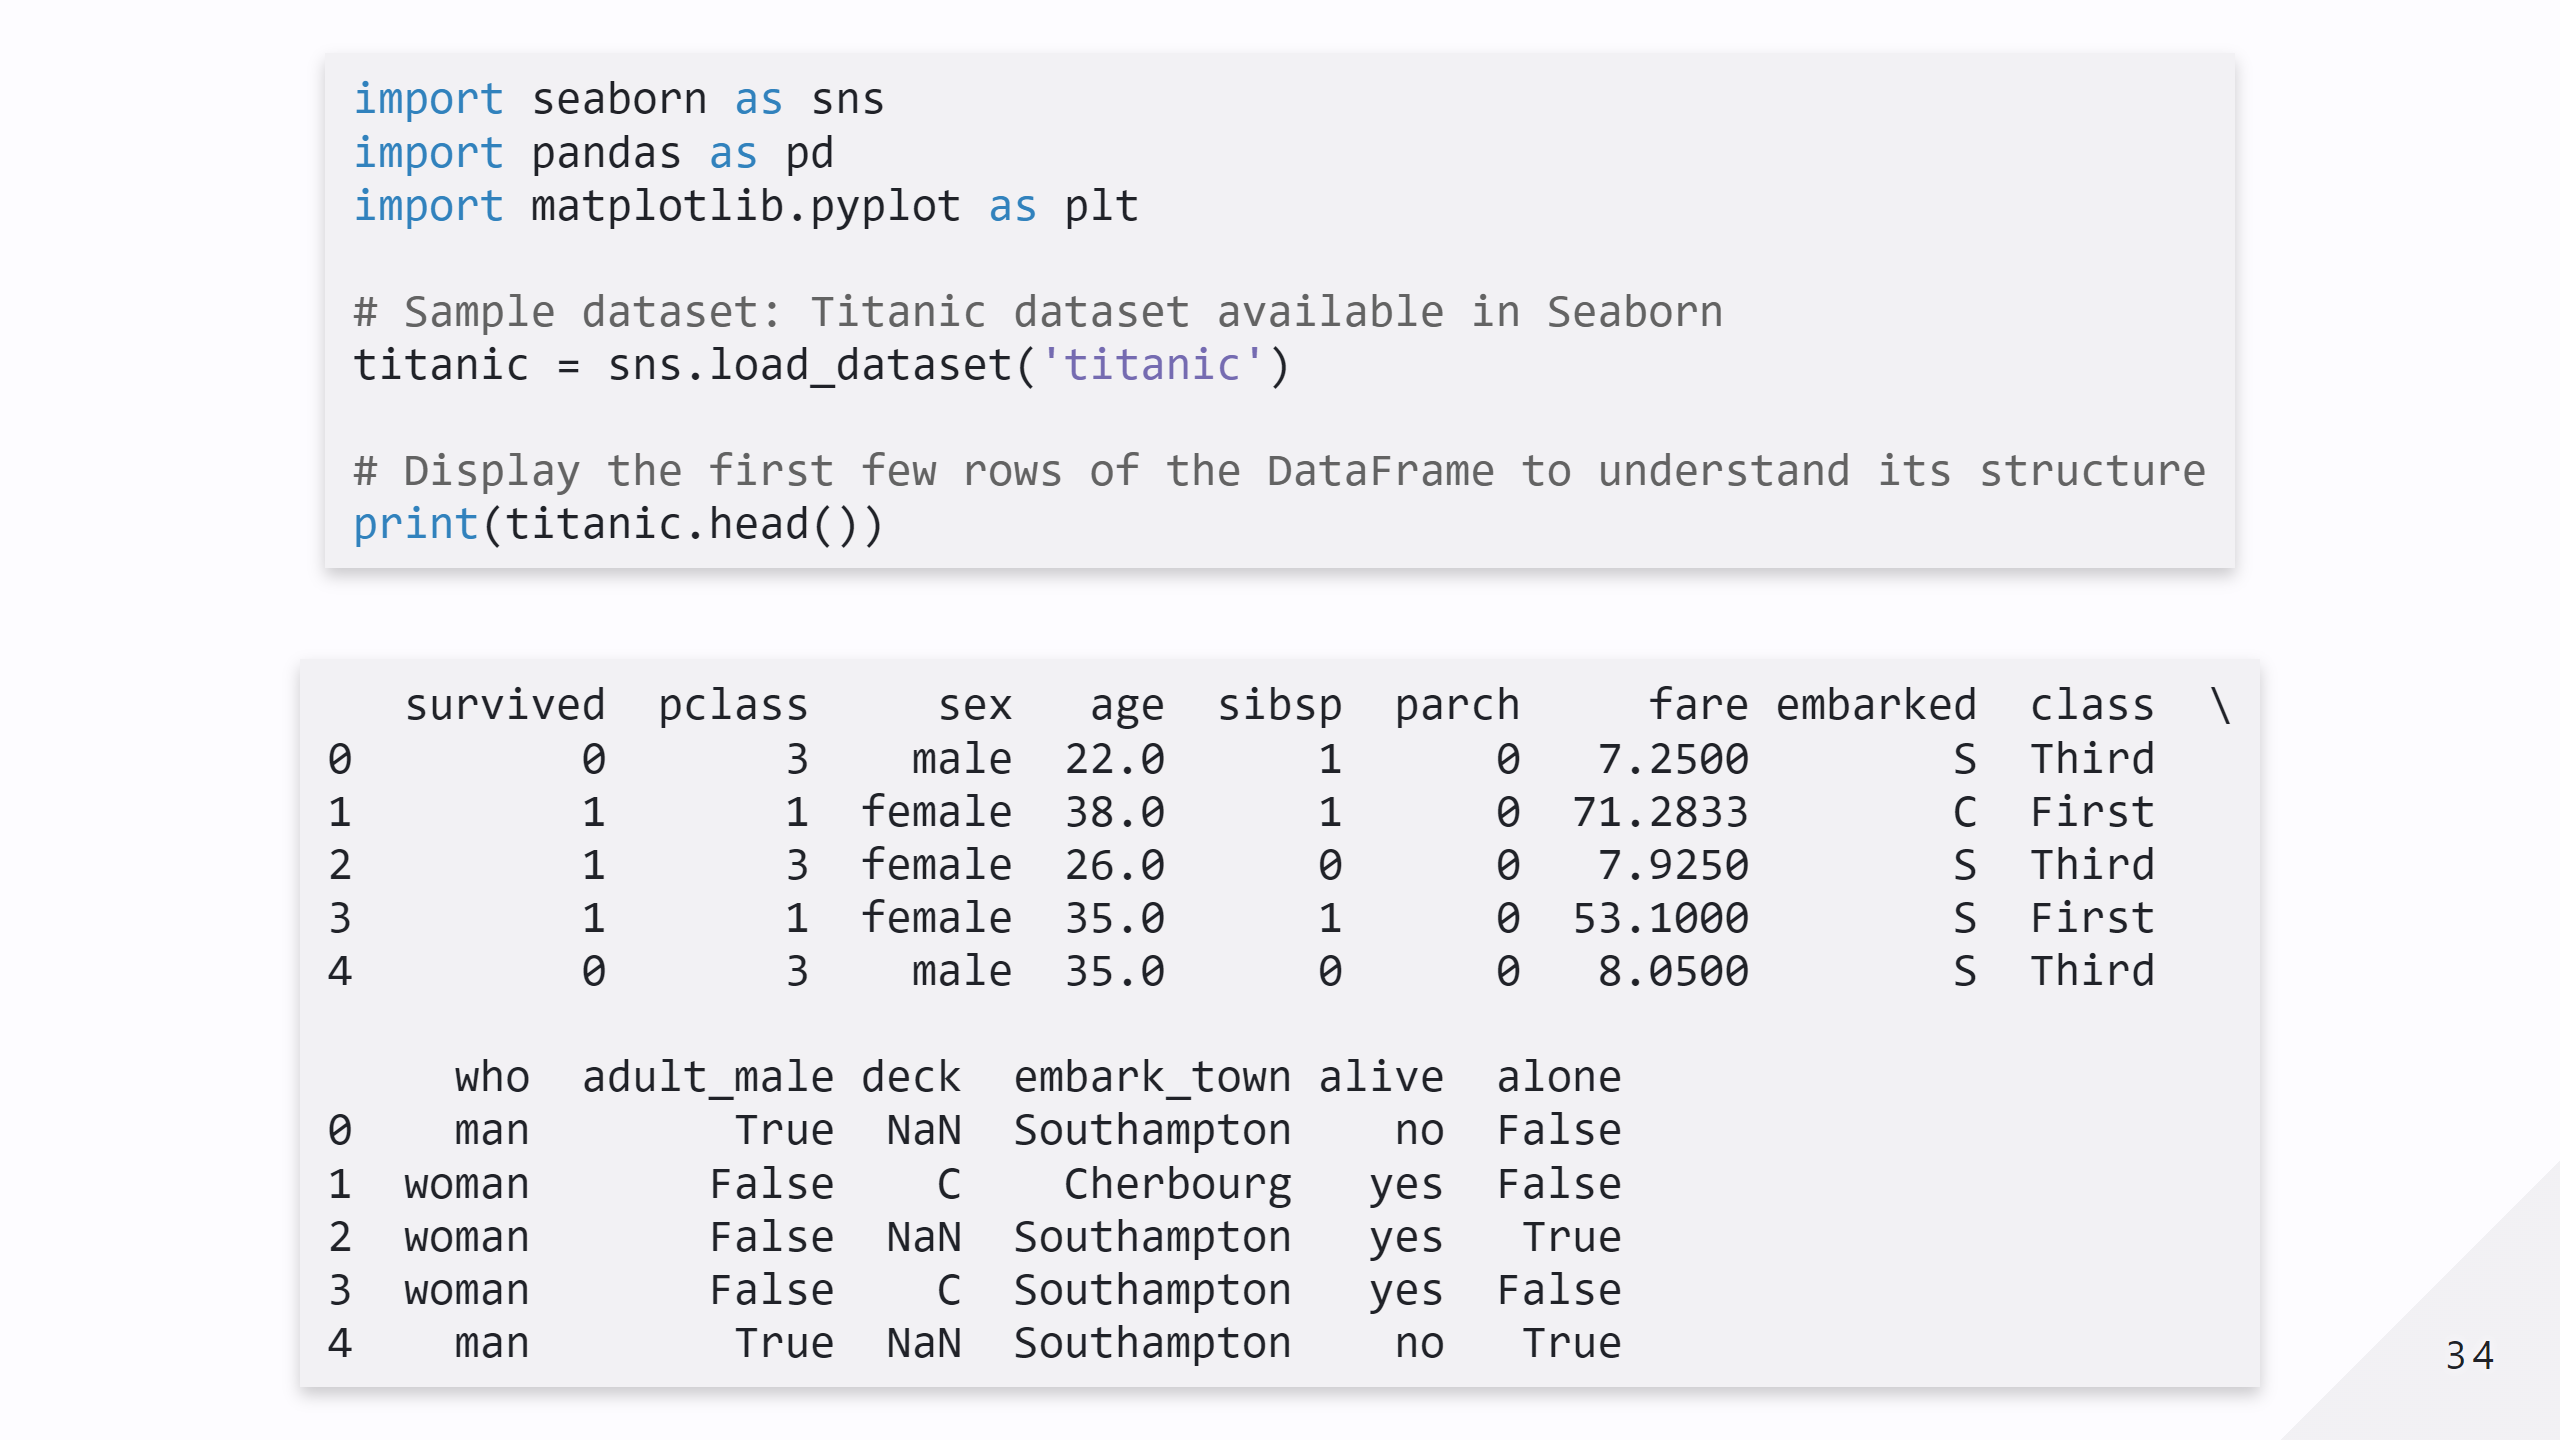 import seaborn as sns
import pandas as pd
import matplotlib.pyplot as plt
# Sample dataset: Titanic dataset available in Seaborn
titanic = sns.load_dataset('titanic')
# Display the first few rows of the DataFrame to understand its structure
print(titanic.head())
   survived  pclass     sex   age  sibsp  parch     fare embarked  class  \
0         0       3    male  22.0      1      0   7.2500        S  Third
1         1       1  female  38.0      1      0  71.2833        C  First
2         1       3  female  26.0      0      0   7.9250        S  Third
3         1       1  female  35.0      1      0  53.1000        S  First
4         0       3    male  35.0      0      0   8.0500        S  Third
     who  adult_male deck  embark_town alive  alone
0    man        True  NaN  Southampton    no  False
1  woman       False    C    Cherbourg   yes  False
2  woman       False  NaN  Southampton   yes   True
3  woman       False    C  Southampton   yes  False
4    man        True  NaN  Southampton    no   True
34